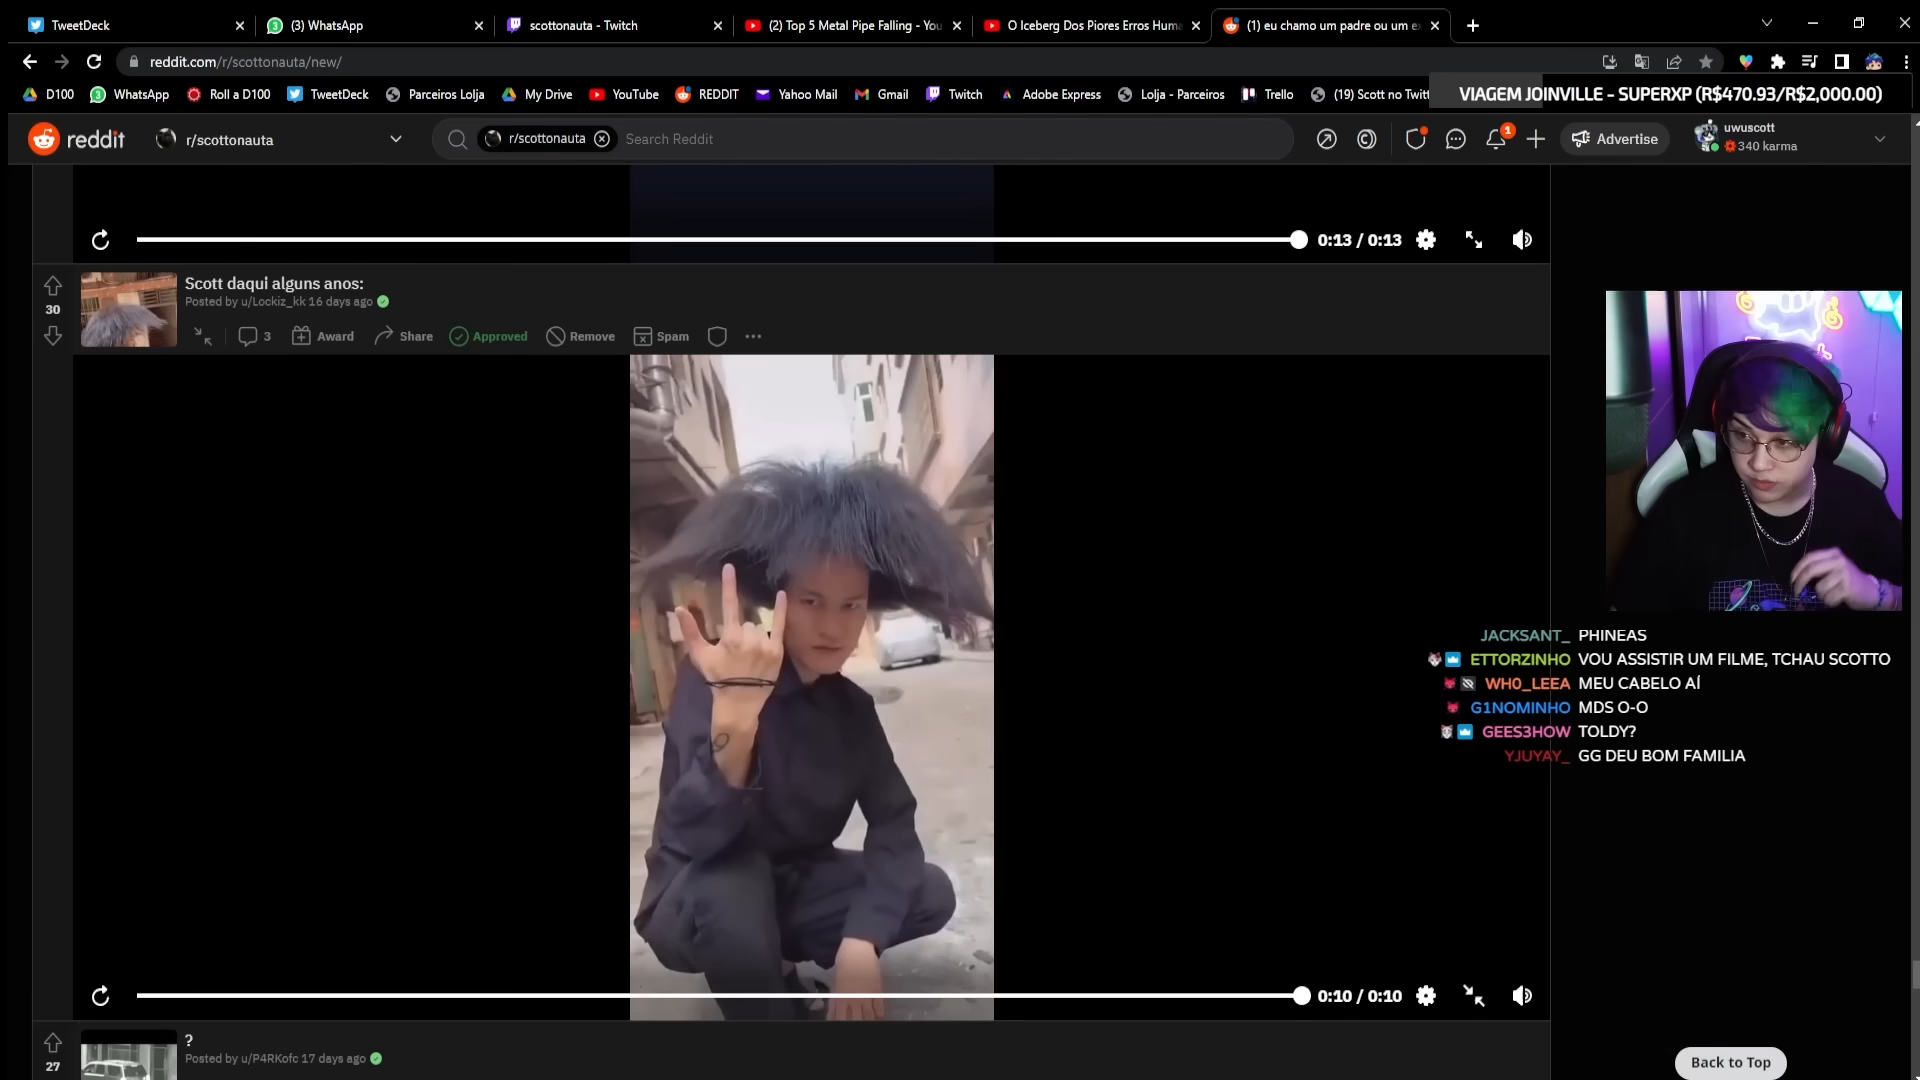 TweetDeck
(3) WhatsApp
scottonauta - Twitch
(2) Top 5 Metal Pipe Falling - You
O Iceberg Dos Piores Erros Huma
(1) eu chamo um padre ou um e
reddit.com/r/scottonauta/new/
D100
WhatsApp
Roll a D100
TweetDeck
Parceiros Lolja
My Drive
YouTube
REDDIT
Yahoo Mail
Gmail
Twitch
Adobe Express
Lolja - Parceiros
Trello
(19) Scott no Twitt
VIAGEM JOINVILLE - SUPERXP (R$470.93/R$2,000.00)
reddit
r/scottonauta
r/scottonauta
Search Reddit
1
Advertise
uwuscott
340 karma
0:13 / 0:13
30
Scott daqui alguns anos:
Posted by u/Lockiz_kk 16 days ago
3
Award
Share
Approved
Remove
Spam
JACKSANT_ PHINEAS
ETTORZINHO VOU ASSISTIR UM FILME, TCHAU SCOTTO
WH0_LEEA MEU CABELO AÍ
G1NOMINHO MDS O-O
GEES3HOW TOLDY?
YJUYAY_ GG DEU BOM FAMILIA
0:10 / 0:10
27
?
Posted by u/P4RKofc 17 days ago
Back to Top